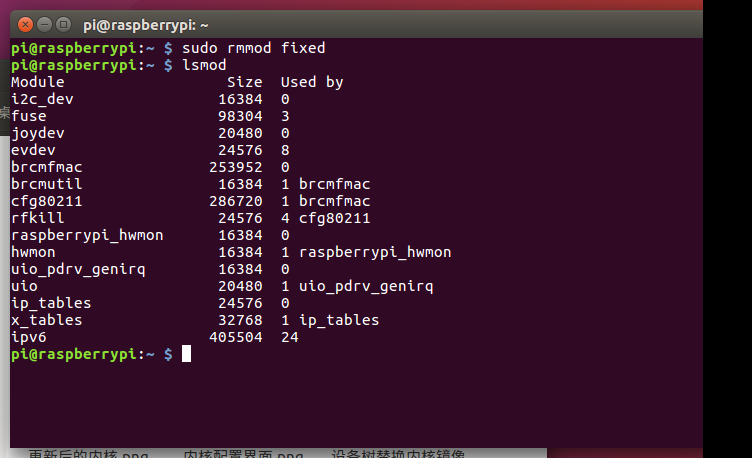 pi@raspberrypi: ~
pi@raspberrypi:~ $ sudo rmmod fixed
pi@raspberrypi:~ $ lsmod
Module                  Size  Used by
i2c_dev                16384  0
fuse                   98304  3
joydev                 20480  0
evdev                  24576  8
brcmfmac              253952  0
brcmutil               16384  1 brcmfmac
cfg80211              286720  1 brcmfmac
rfkill                 24576  4 cfg80211
raspberrypi_hwmon      16384  0
hwmon                  16384  1 raspberrypi_hwmon
uio_pdrv_genirq        16384  0
uio                    20480  1 uio_pdrv_genirq
ip_tables              24576  0
x_tables               32768  1 ip_tables
ipv6                  405504  24
pi@raspberrypi:~ $
桌
更新后的内核.png 内核配置界面.png 设备树替换内核镜像